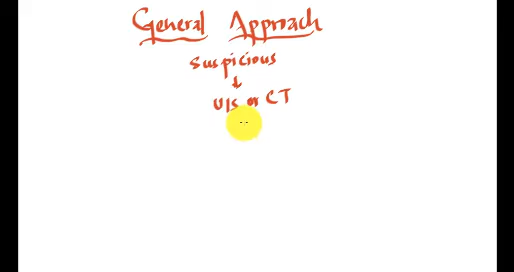 General Approach
Suspicious
↓
U/S or CT